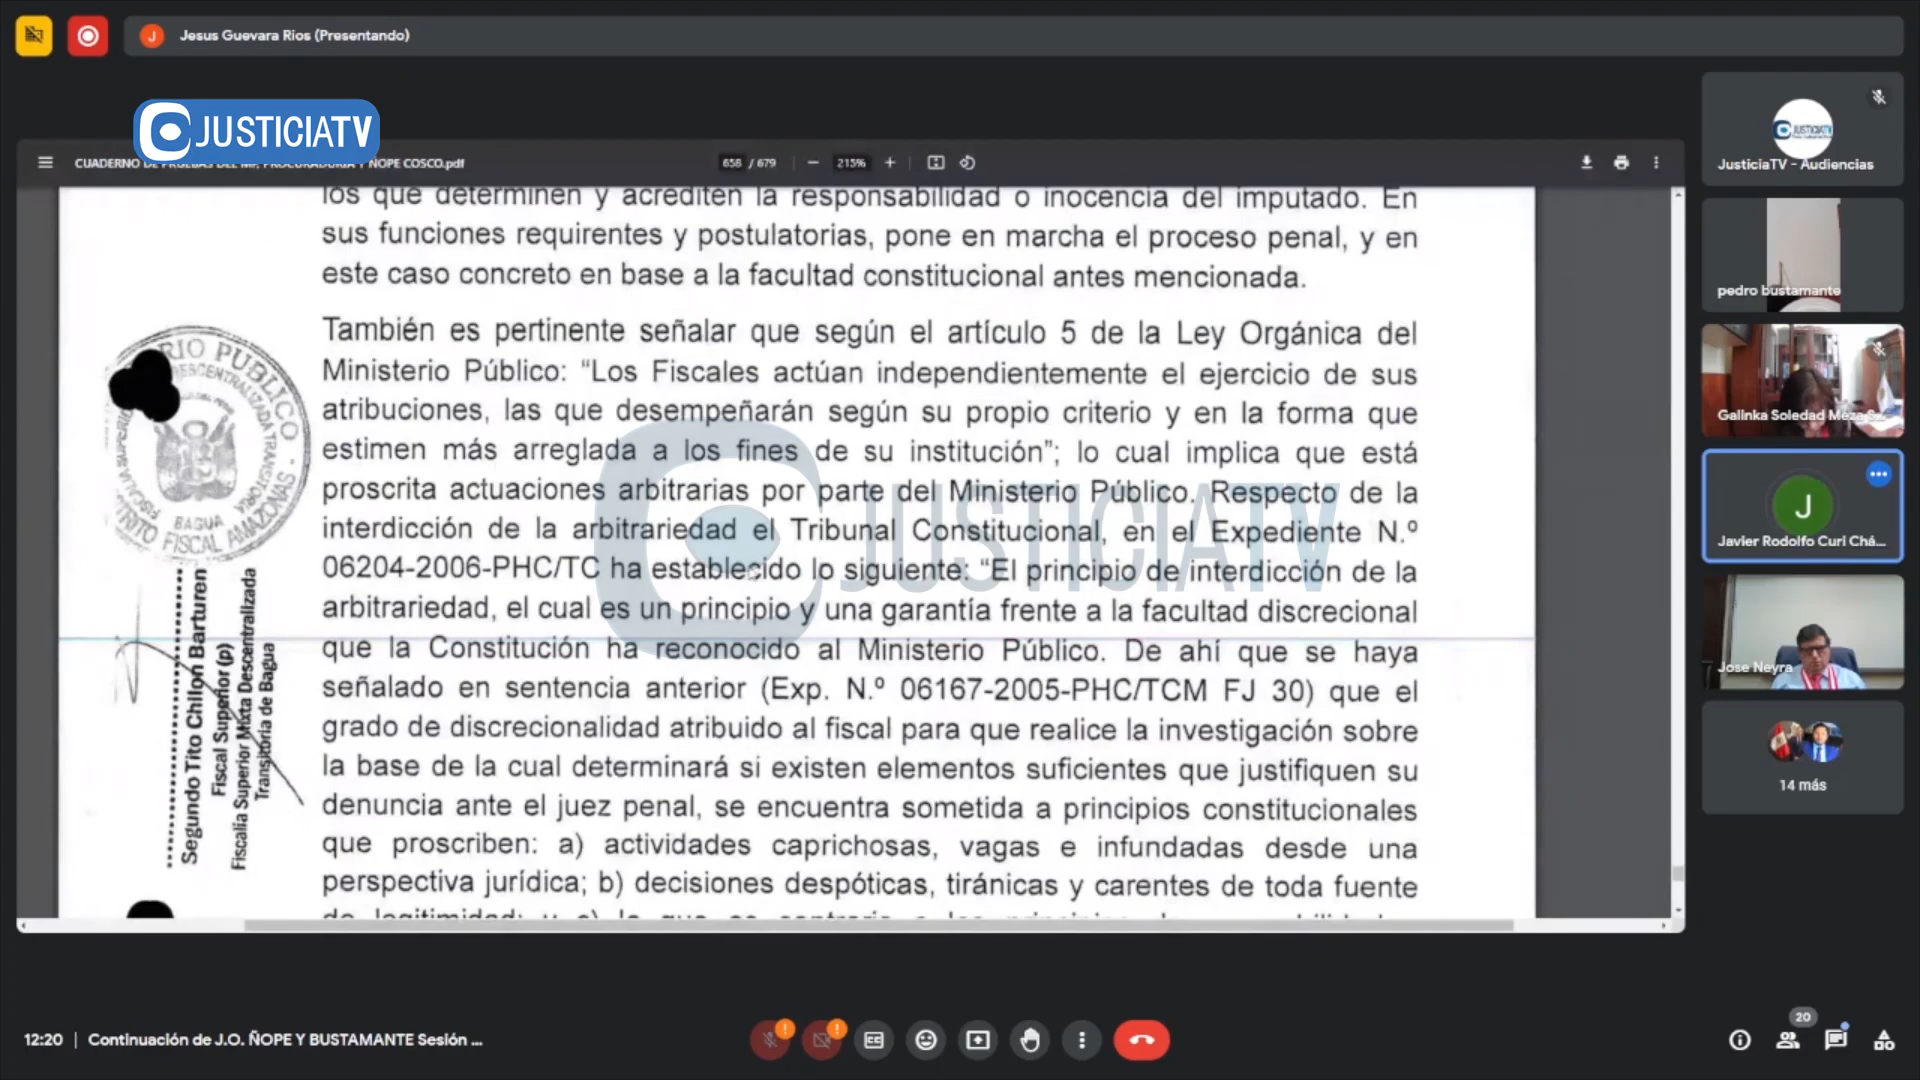 J Jesus Guevara Rios (Presentando)
JUSTICIATV
CUADERNO DE PRUEBAS DEL MP, PROCURADURIA Y NOPE COSCO.pdf
658 / 679
215%
los que determinen y acrediten la responsabilidad o inocencia del imputado. En
sus funciones requirentes y postulatorias, pone en marcha el proceso penal, y en
este caso concreto en base a la facultad constitucional antes mencionada.
También es pertinente señalar que según el artículo 5 de la Ley Orgánica del
Ministerio Público: “Los Fiscales actúan independientemente el ejercicio de sus
atribuciones, las que desempeñarán según su propio criterio y en la forma que
estimen más arreglada a los fines de su institución”; lo cual implica que está
proscrita actuaciones arbitrarias por parte del Ministerio Público. Respecto de la
interdicción de la arbitrariedad el Tribunal Constitucional, en el Expediente N.º
06204-2006-PHC/TC ha establecido lo siguiente: “El principio de interdicción de la
arbitrariedad, el cual es un principio y una garantía frente a la facultad discrecional
que la Constitución ha reconocido al Ministerio Público. De ahí que se haya
señalado en sentencia anterior (Exp. N.º 06167-2005-PHC/TCM FJ 30) que el
grado de discrecionalidad atribuido al fiscal para que realice la investigación sobre
la base de la cual determinará si existen elementos suficientes que justifiquen su
denuncia ante el juez penal, se encuentra sometida a principios constitucionales
que proscriben: a) actividades caprichosas, vagas e infundadas desde una
perspectiva jurídica; b) decisiones despóticas, tiránicas y carentes de toda fuente
JUSTICIATV
PUBLICO
DESCENTRALIZADA TRANSITORIA
BAGUA
FISCAL AMAZONAS
Segundo Tito Chilon Barturen
Fiscal Superior (p)
Fiscalia Superior Mixta Descentralizada
Transitoria de Bagua
JUSTICIATV
JusticiaTV - Audiencias
pedro bustamante
Galinka Soledad Meza
J
Javier Rodolfo Curi Chá...
Jose Neyra
14 más
12:20 | Continuación de J.O. ÑOPE Y BUSTAMANTE Sesión ...
20